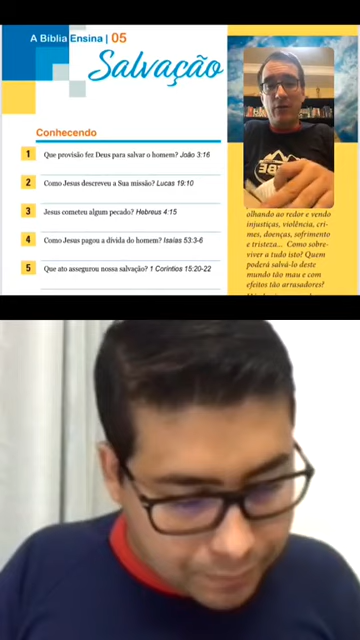 A Bíblia Ensina | 05
Salvação
Conhecendo
1 Que provisão fez Deus para salvar o homem? João 3:16
2 Como Jesus descreveu a Sua missão? Lucas 19:10
3 Jesus cometeu algum pecado? Hebreus 4:15
4 Como Jesus pagou a dívida do homem? Isaías 53:3-6
5 Que ato assegurou nossa salvação? 1 Coríntios 15:20-22
olhando ao redor e vendo
injustiças, violência, cri-
mes, doenças, sofrimento
e tristeza... Como sobre-
viver a tudo isto? Quem
poderá salvá-lo deste
mundo tão mau e com
efeitos tão arrasadores?